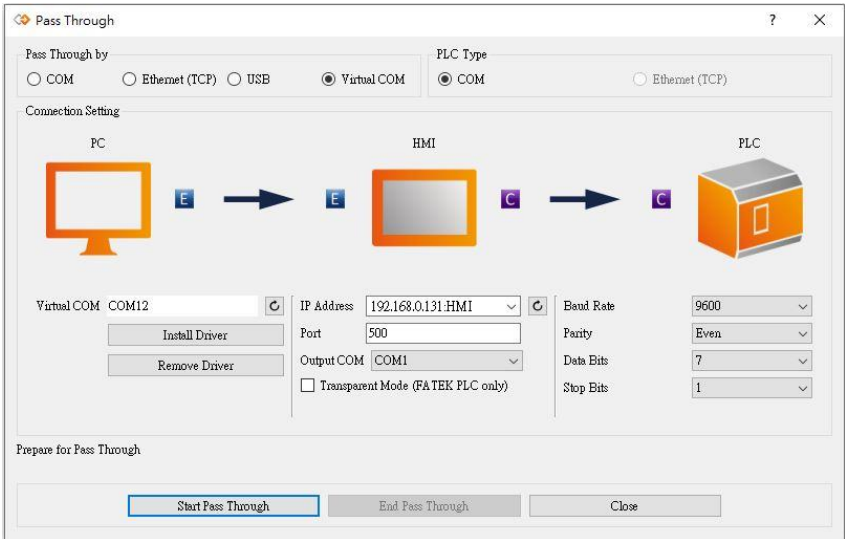 Pass Through
?
Pass Through by
COM
Ethernet (TCP)
USB
Virtual COM
PLC Type
COM
Ethernet (TCP)
Connection Setting
PC
HMI
PLC
E
E
C
C
Virtual COM COM12
Install Driver
Remove Driver
IP Address 192.168.0.131:HMI
Port 500
Output COM COM1
Transparent Mode (FATEK PLC only)
Baud Rate 9600
Parity Even
Data Bits 7
Stop Bits 1
Prepare for Pass Through
Start Pass Through
End Pass Through
Close